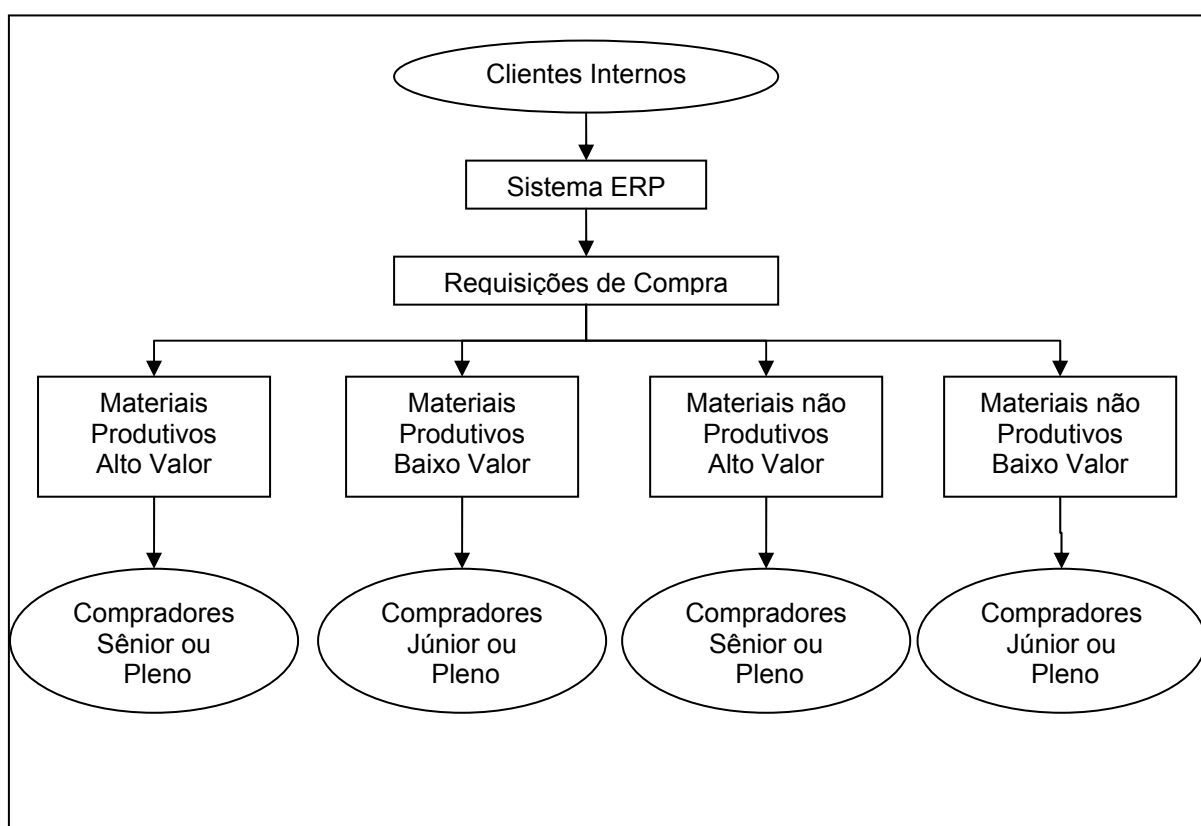 Clientes Internos
Sistema ERP
Requisições de Compra
Materiais
Produtivos
Alto Valor
Materiais
Produtivos
Baixo Valor
Materiais não
Produtivos
Alto Valor
Materiais não
Produtivos
Baixo Valor
Compradores
Sênior ou
Pleno
Compradores
Júnior ou
Pleno
Compradores
Sênior ou
Pleno
Compradores
Júnior ou
Pleno